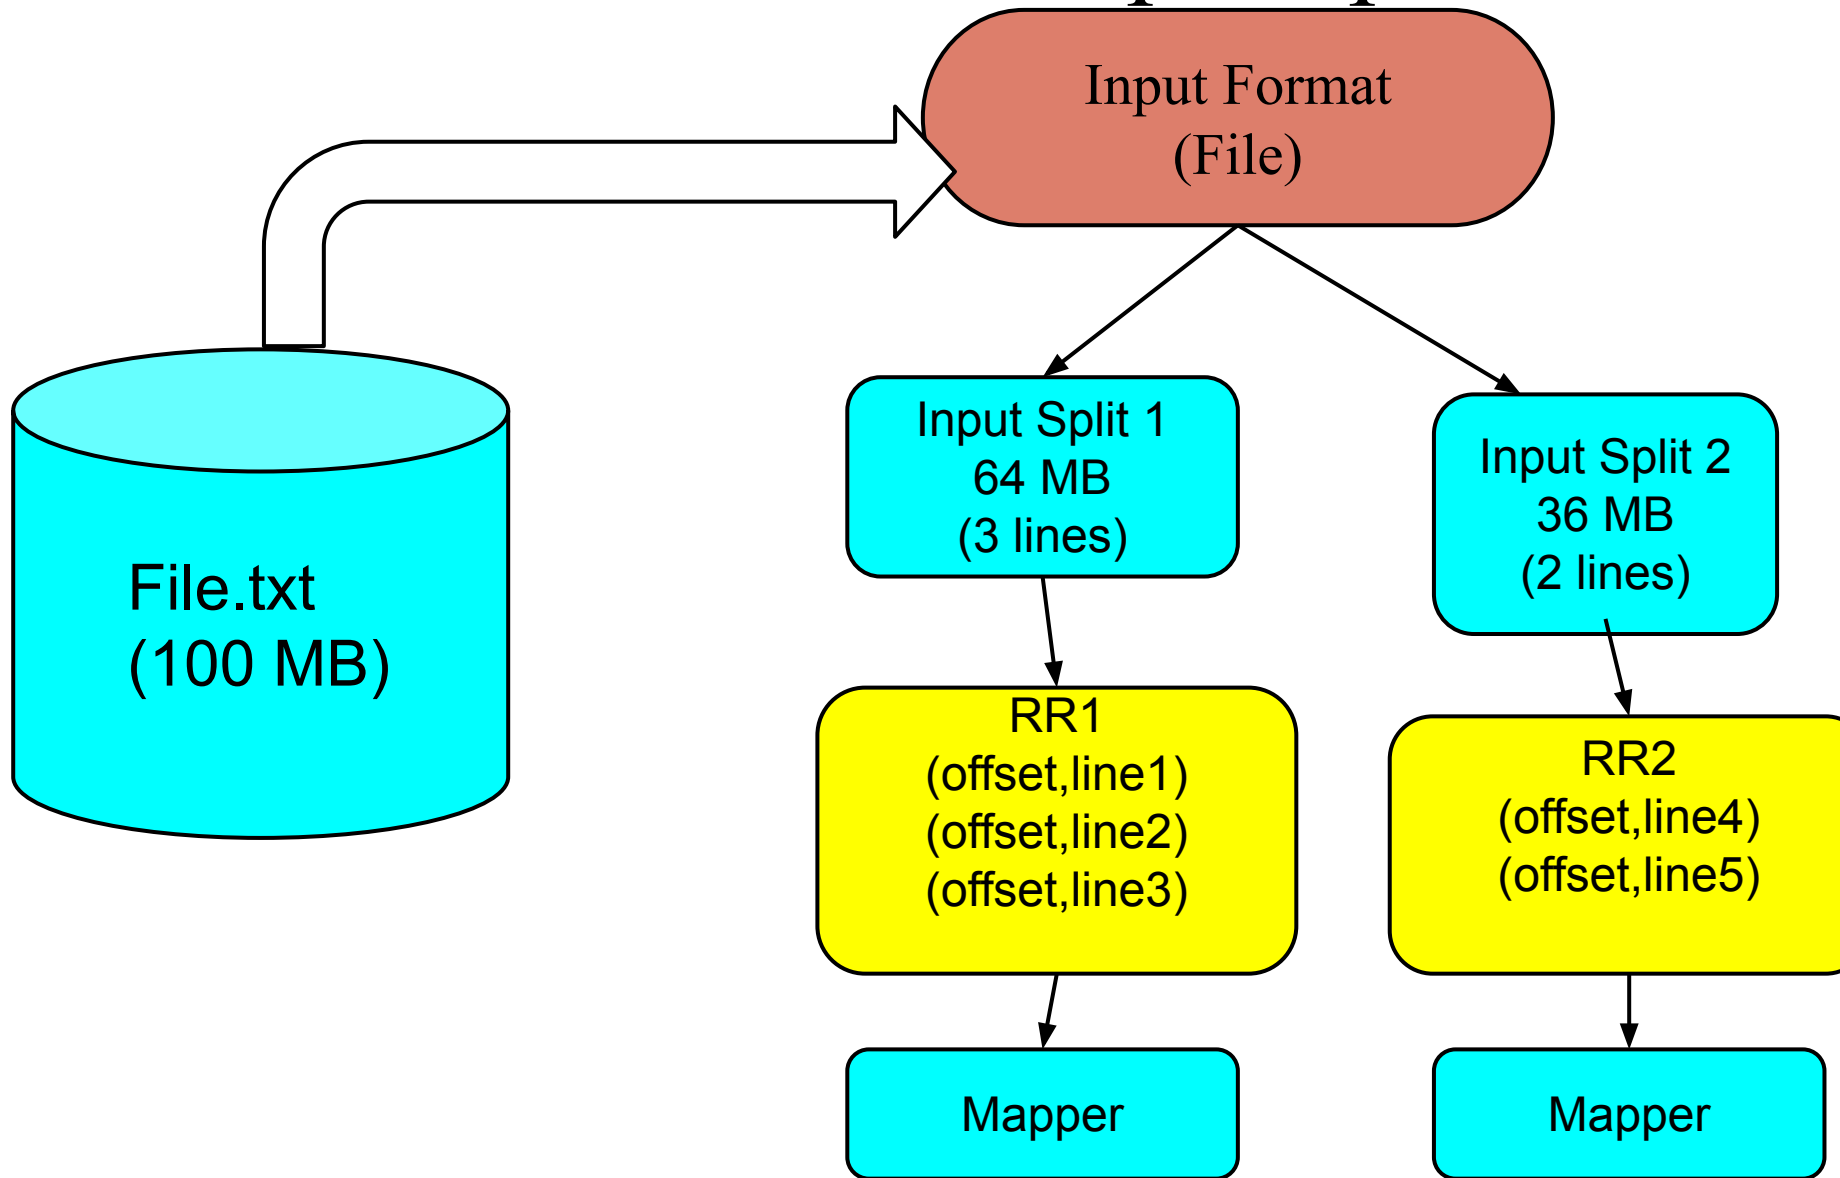 Input Format
(File)
File.txt
(100 MB)
Input Split 1
64 MB
(3 lines)
Input Split 2
36 MB
(2 lines)
RR1
(offset,line1)
(offset,line2)
(offset,line3)
RR2
(offset,line4)
(offset,line5)
Mapper
Mapper